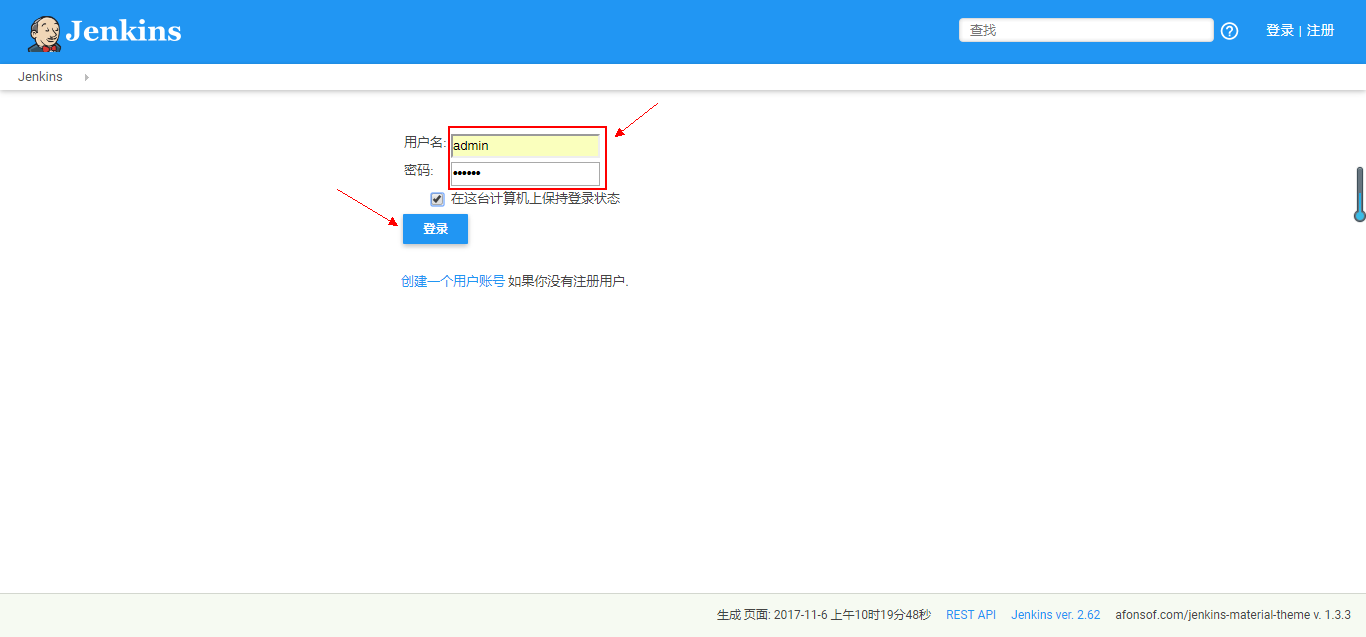 Jenkins
查找
登录 | 注册
Jenkins
用户名: admin
密码: ••••••
在这台计算机上保持登录状态
登录
创建一个用户账号 如果你没有注册用户.
生成 页面: 2017-11-6 上午10时19分48秒 REST API Jenkins ver. 2.62 afonsof.com/jenkins-material-theme v. 1.3.3